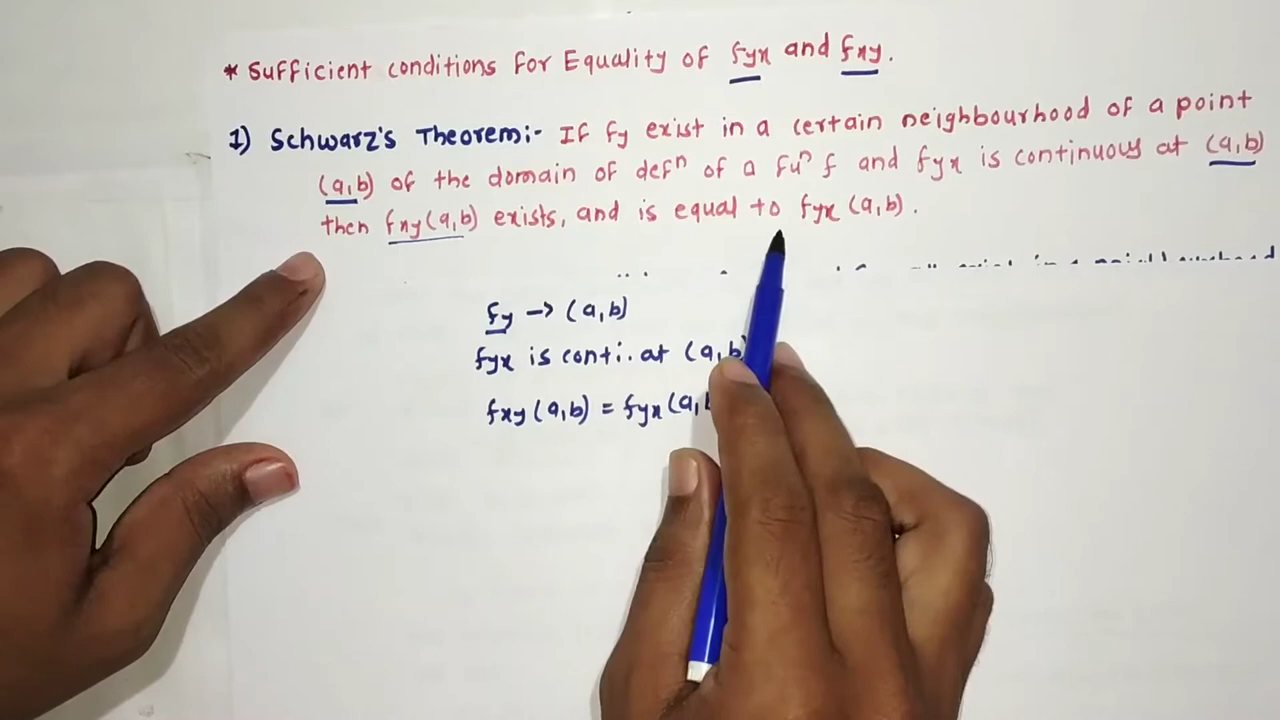 * Sufficient conditions for Equality of fyx and fxy.
1) Schwarz's Theorem:- If fy exist in a certain neighbourhood of a point
(a,b) of the domain of defⁿ of a fuⁿ f and fyx is continuous at (a,b)
then fxy(a,b) exists, and is equal to fyx (a,b).
fy → (a,b)
fyx is conti. at (a,b)
fxy(a,b) = fyx(a,b